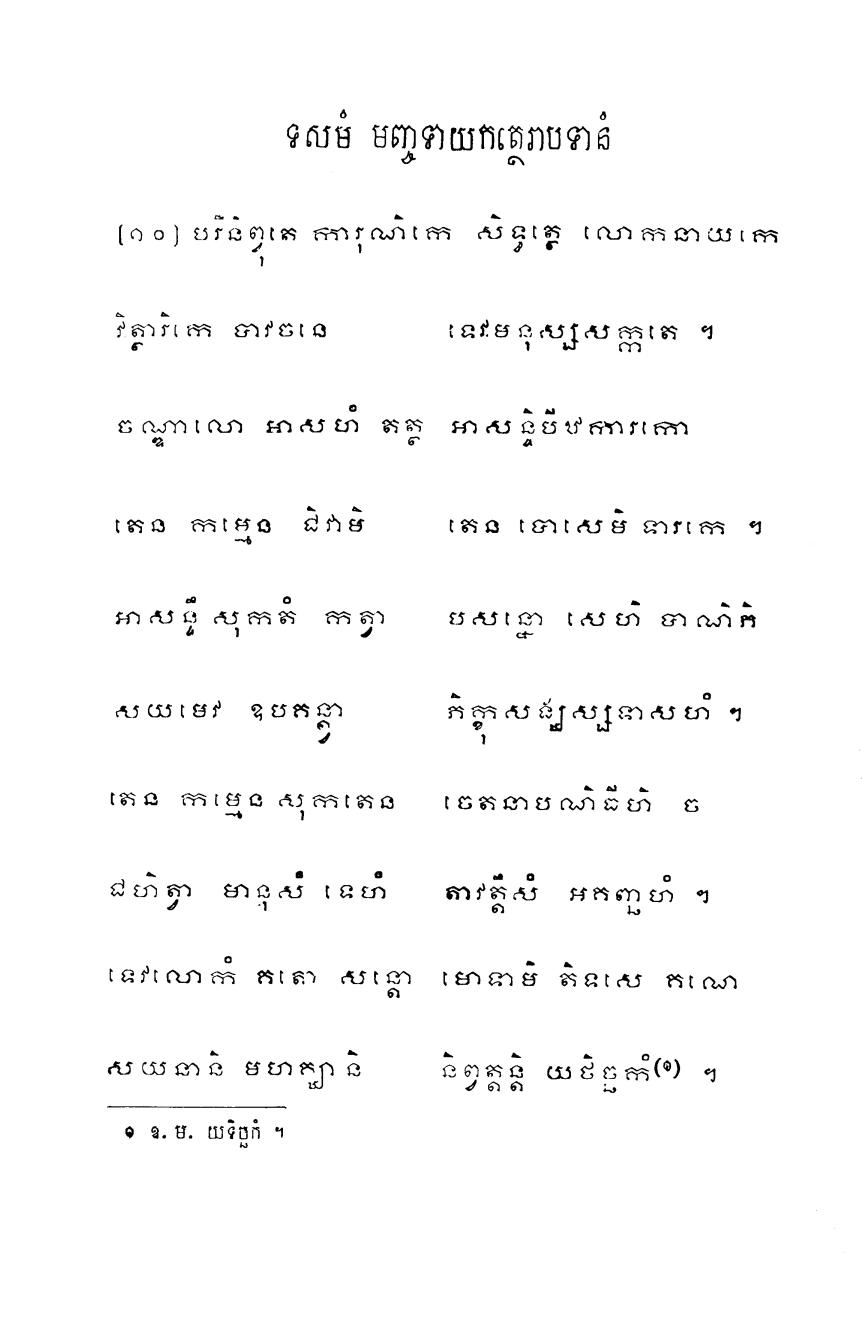 ទសមំ មញ្ចទាយកត្ថេរាបទានំ
[១០] បរិនិព្វុតេ ការុណិកេ សិទ្ធត្ថេ លោកនាយកេ
វិត្ថារិកេ បាវចនេ ទេវមនុស្សសក្កតេ ។
ចណ្ឌាលោ អាសហំ តត្ថ អាសន្ទិបីឋការកោ
តេន កម្មេន ជិវាមិ តេន បោសេមិ ទារកេ ។
អាសន្ទឹ សុកតំ កត្វា បសន្នោ សេហិ បាណិភិ
សយមេវ ឧបគន្ត្វា ភិក្ខុសង្ឃស្សទាសហំ ។
តេន កម្មេន សុកតេន ចេតនាបណិធីហិ ច
ជហិត្វា មានុសំ ទេហំ តាវត្តឹសំ អគញ្ឆហំ ។
ទេវលោកំ គតោ សន្តោ មោទាមិ តិទសេ គណេ
សយនានិ មហគ្ឃានិ និព្វត្តន្តិ យថិច្ឆកំ(១) ។
១ ឧ. ម. យទិច្ឆកំ ។